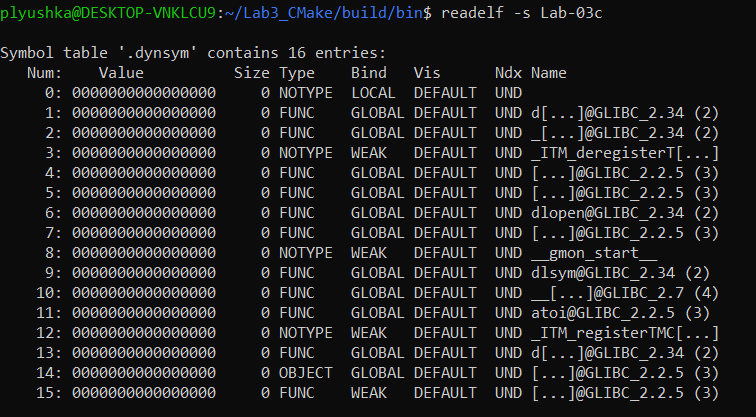 plyushka@DESKTOP-VNKLCU9:~/Lab3_CMake/build/bin$ readelf -s Lab-03c
Symbol table '.dynsym' contains 16 entries:
Num: Value Size Type Bind Vis Ndx Name
0: 0000000000000000 0 NOTYPE LOCAL DEFAULT UND
1: 0000000000000000 0 FUNC GLOBAL DEFAULT UND d[...]@GLIBC_2.34 (2)
2: 0000000000000000 0 FUNC GLOBAL DEFAULT UND _[...]@GLIBC_2.34 (2)
3: 0000000000000000 0 NOTYPE WEAK DEFAULT UND _ITM_deregisterT[...]
4: 0000000000000000 0 FUNC GLOBAL DEFAULT UND [...]@GLIBC_2.2.5 (3)
5: 0000000000000000 0 FUNC GLOBAL DEFAULT UND [...]@GLIBC_2.2.5 (3)
6: 0000000000000000 0 FUNC GLOBAL DEFAULT UND dlopen@GLIBC_2.34 (2)
7: 0000000000000000 0 FUNC GLOBAL DEFAULT UND [...]@GLIBC_2.2.5 (3)
8: 0000000000000000 0 NOTYPE WEAK DEFAULT UND __gmon_start__
9: 0000000000000000 0 FUNC GLOBAL DEFAULT UND dlsym@GLIBC_2.34 (2)
10: 0000000000000000 0 FUNC GLOBAL DEFAULT UND __[...]@GLIBC_2.7 (4)
11: 0000000000000000 0 FUNC GLOBAL DEFAULT UND atoi@GLIBC_2.2.5 (3)
12: 0000000000000000 0 NOTYPE WEAK DEFAULT UND _ITM_registerTMC[...]
13: 0000000000000000 0 FUNC GLOBAL DEFAULT UND d[...]@GLIBC_2.34 (2)
14: 0000000000000000 0 OBJECT GLOBAL DEFAULT UND [...]@GLIBC_2.2.5 (3)
15: 0000000000000000 0 FUNC WEAK DEFAULT UND [...]@GLIBC_2.2.5 (3)